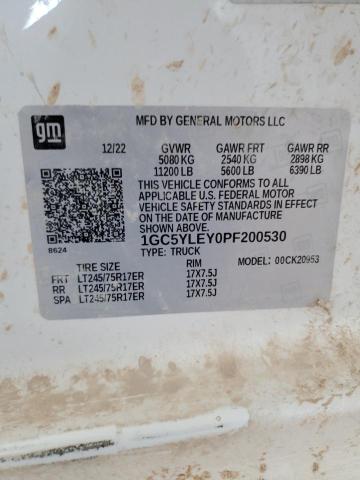 gm
MFD BY GENERAL MOTORS LLC
12/22 GVWR GAWR FRT GAWR RR
5080 KG 2540 KG 2898 KG
11200 LB 5600 LB 6390 LB
THIS VEHICLE CONFORMS TO ALL
APPLICABLE U.S. FEDERAL MOTOR
VEHICLE SAFETY STANDARDS IN
EFFECT ON THE DATE OF MANUFACTURE
SHOWN ABOVE.
1GC5YLEY0PF200530
8624 TYPE: TRUCK
TIRE SIZE RIM MODEL: 00CK20953
FRT LT245/75R17ER 17X7.5J
RR LT245/75R17ER 17X7.5J
SPA LT245/75R17ER 17X7.5J